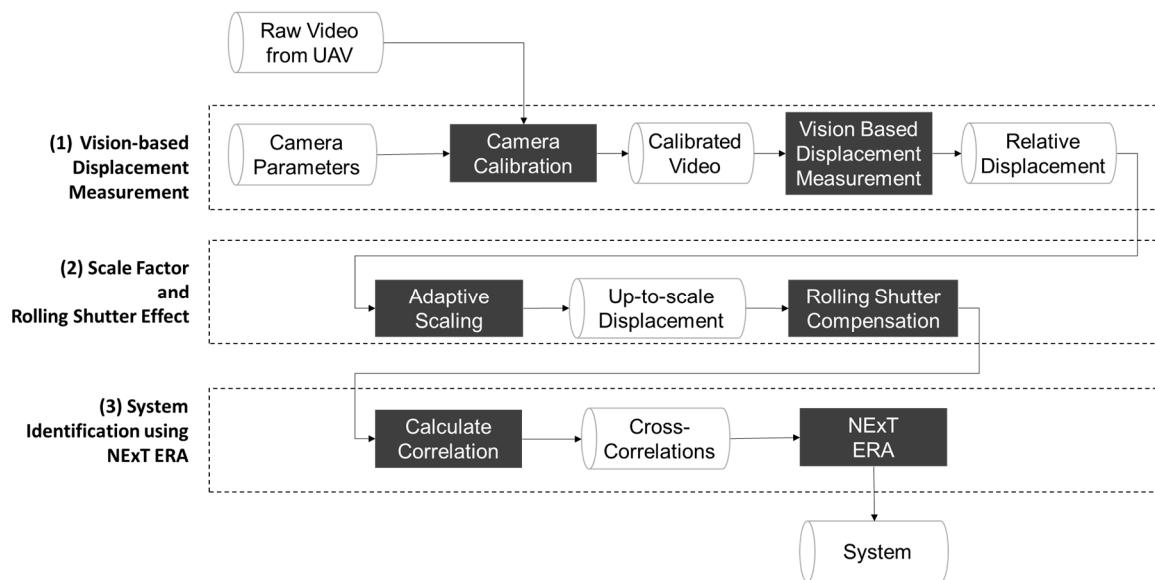 Raw Video
from UAV
(1) Vision-based
Displacement
Measurement
Camera
Parameters
Camera
Calibration
Calibrated
Video
Vision Based
Displacement
Measurement
Relative
Displacement
(2) Scale Factor
and
Rolling Shutter Effect
Adaptive
Scaling
Up-to-scale
Displacement
Rolling Shutter
Compensation
(3) System
Identification using
NExT ERA
Calculate
Correlation
Cross-
Correlations
NExT
ERA
System